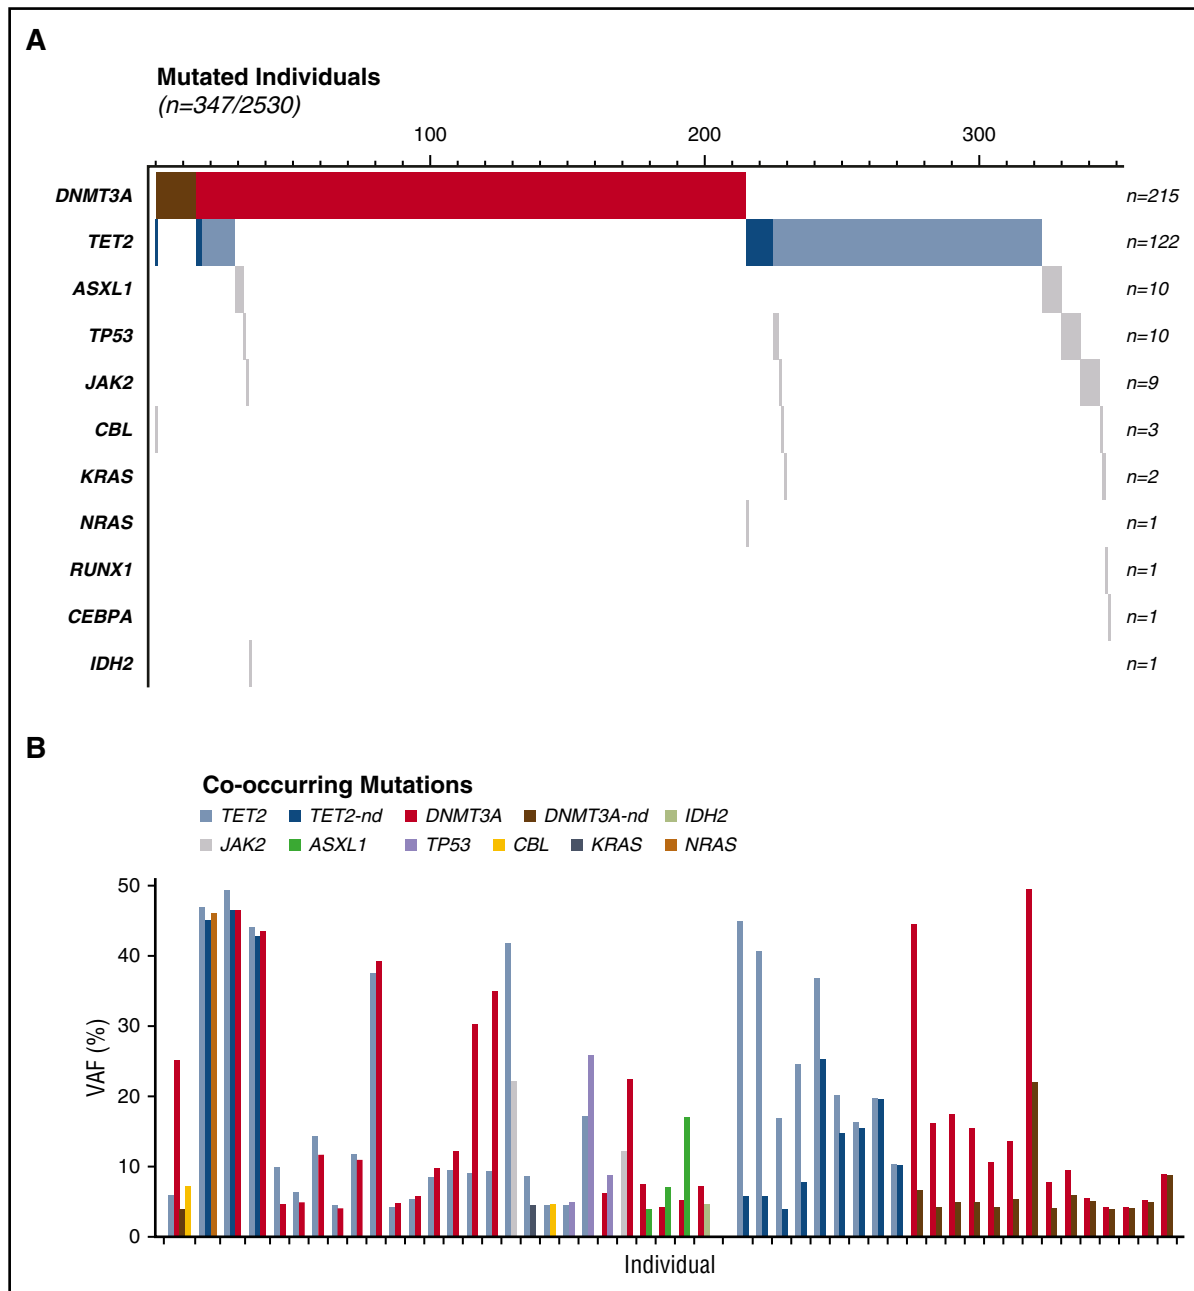 A
Mutated Individuals
(n=347/2530)
100 200 300
DNMT3A n=215
TET2 n=122
ASXL1 n=10
TP53 n=10
JAK2 n=9
CBL n=3
KRAS n=2
NRAS n=1
RUNX1 n=1
CEBPA n=1
IDH2 n=1
B
Co-occurring Mutations
TET2 TET2-nd DNMT3A DNMT3A-nd IDH2
JAK2 ASXL1 TP53 CBL KRAS NRAS
50
40
30
20
10
0
VAF (%)
Individual